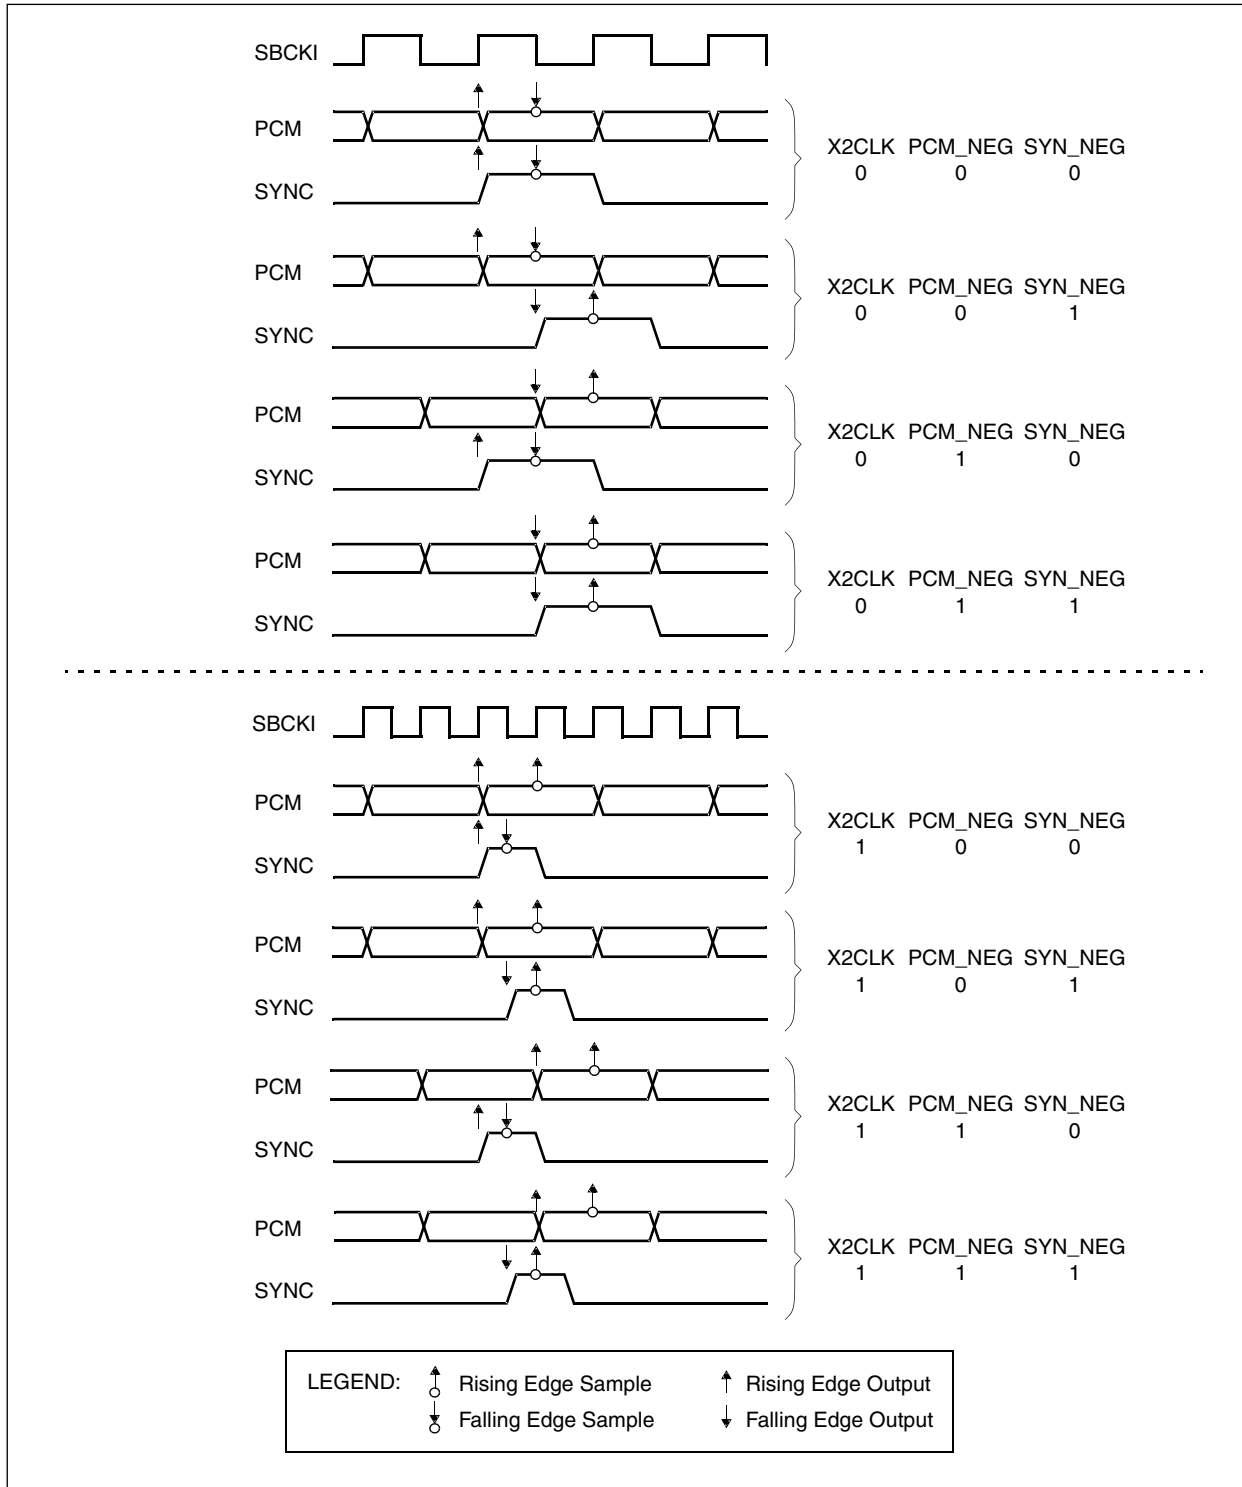 SBCKI
PCM
SYNC
X2CLK PCM_NEG SYN_NEG
0 0 0
PCM
SYNC
X2CLK PCM_NEG SYN_NEG
0 0 1
PCM
SYNC
X2CLK PCM_NEG SYN_NEG
0 1 0
PCM
SYNC
X2CLK PCM_NEG SYN_NEG
0 1 1
SBCKI
PCM
SYNC
X2CLK PCM_NEG SYN_NEG
1 0 0
PCM
SYNC
X2CLK PCM_NEG SYN_NEG
1 0 1
PCM
SYNC
X2CLK PCM_NEG SYN_NEG
1 1 0
PCM
SYNC
X2CLK PCM_NEG SYN_NEG
1 1 1
LEGEND: Rising Edge Sample Rising Edge Output
Falling Edge Sample Falling Edge Output